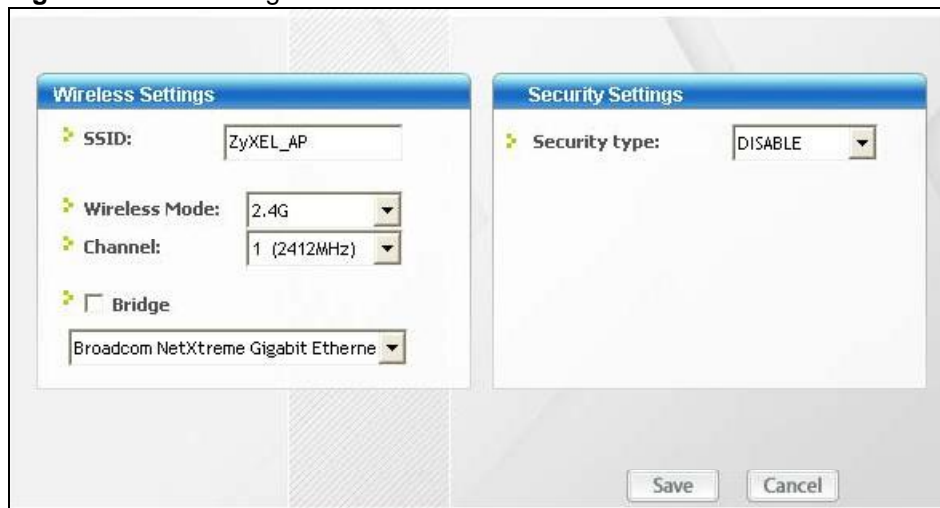 Wireless Settings
SSID:
ZyXEL_AP
Wireless Mode:
2.4G
Channel:
1 (2412MHz)
Bridge
Broadcom NetXtreme Gigabit Etherne
Security Settings
Security type:
DISABLE
Save
Cancel